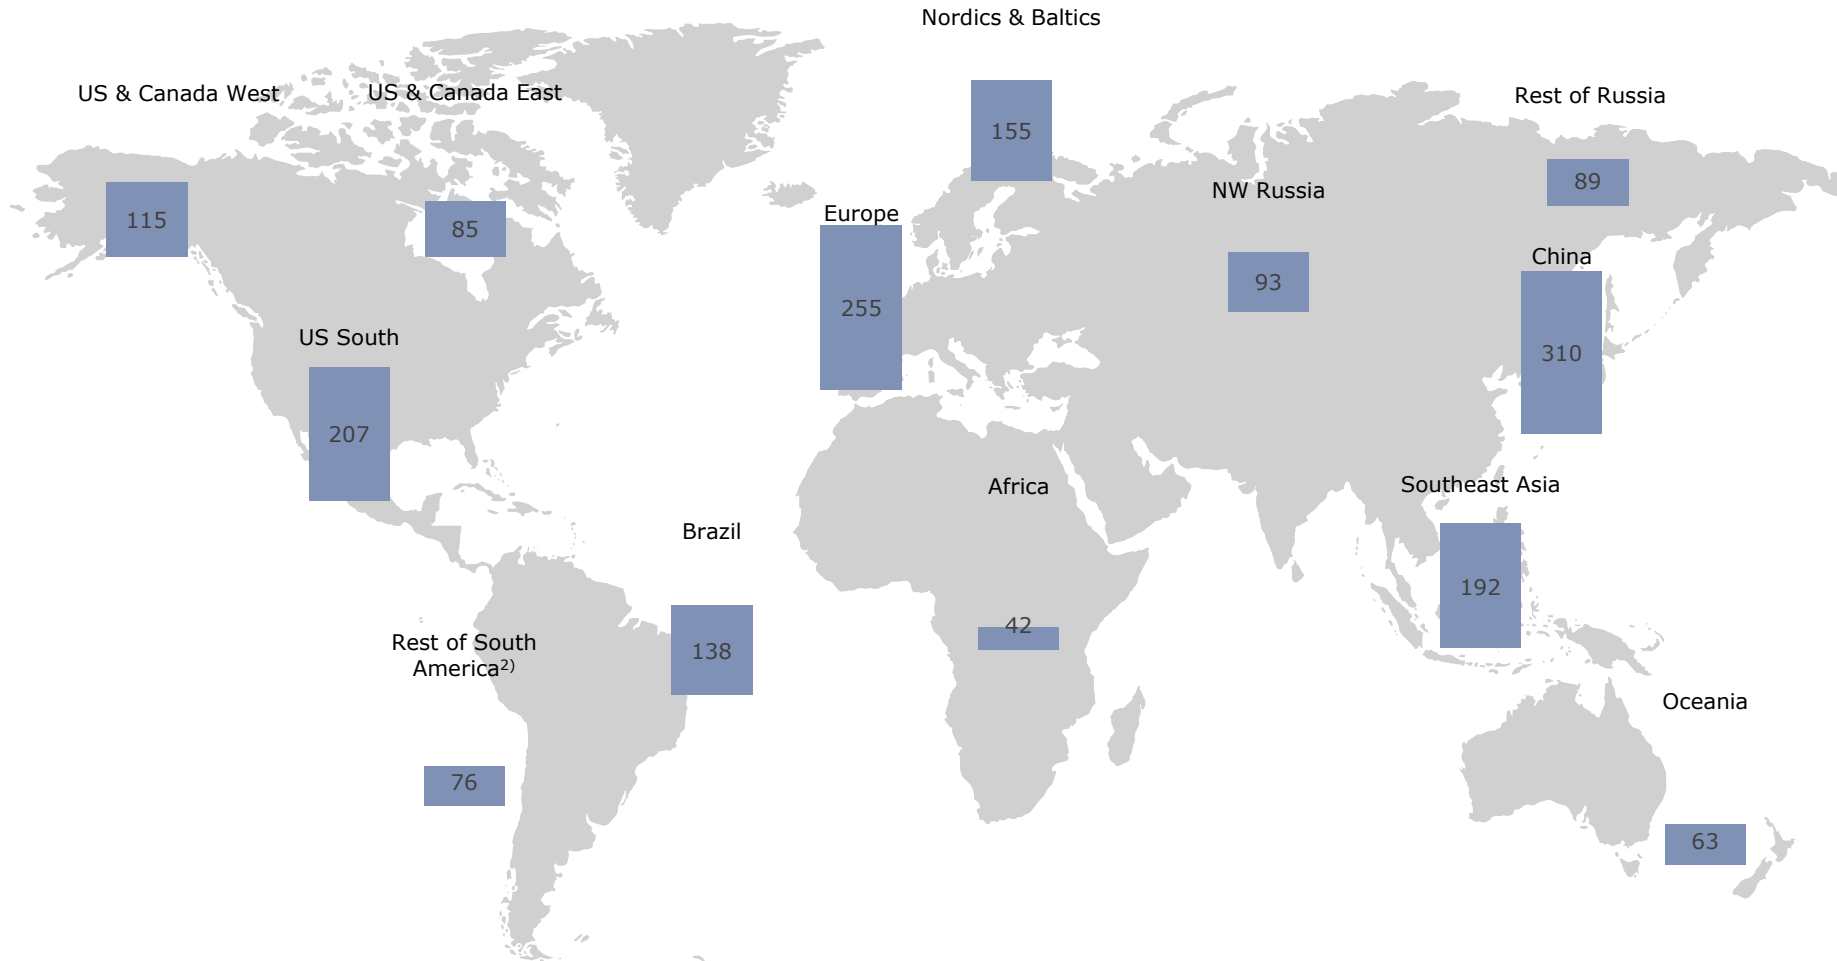 Nordics & Baltics
155
US & Canada West
115
US & Canada East
85
Rest of Russia
89
NW Russia
93
Europe
255
China
310
US South
207
Africa
42
Southeast Asia
192
Brazil
138
Rest of South
America2)
76
Oceania
63